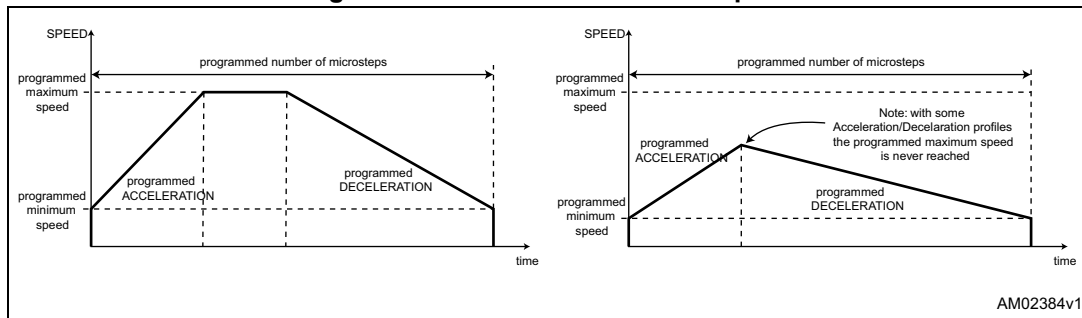 SPEED
programmed number of microsteps
programmed
maximum
speed
programmed
ACCELERATION
programmed
DECELERATION
programmed
minimum
speed
time
SPEED
programmed number of microsteps
programmed
maximum
speed
Note: with some
Acceleration/Decelaration profiles
the programmed maximum speed
is never reached
programmed
ACCELERATION
programmed
DECELERATION
programmed
minimum
speed
time
AM02384v1